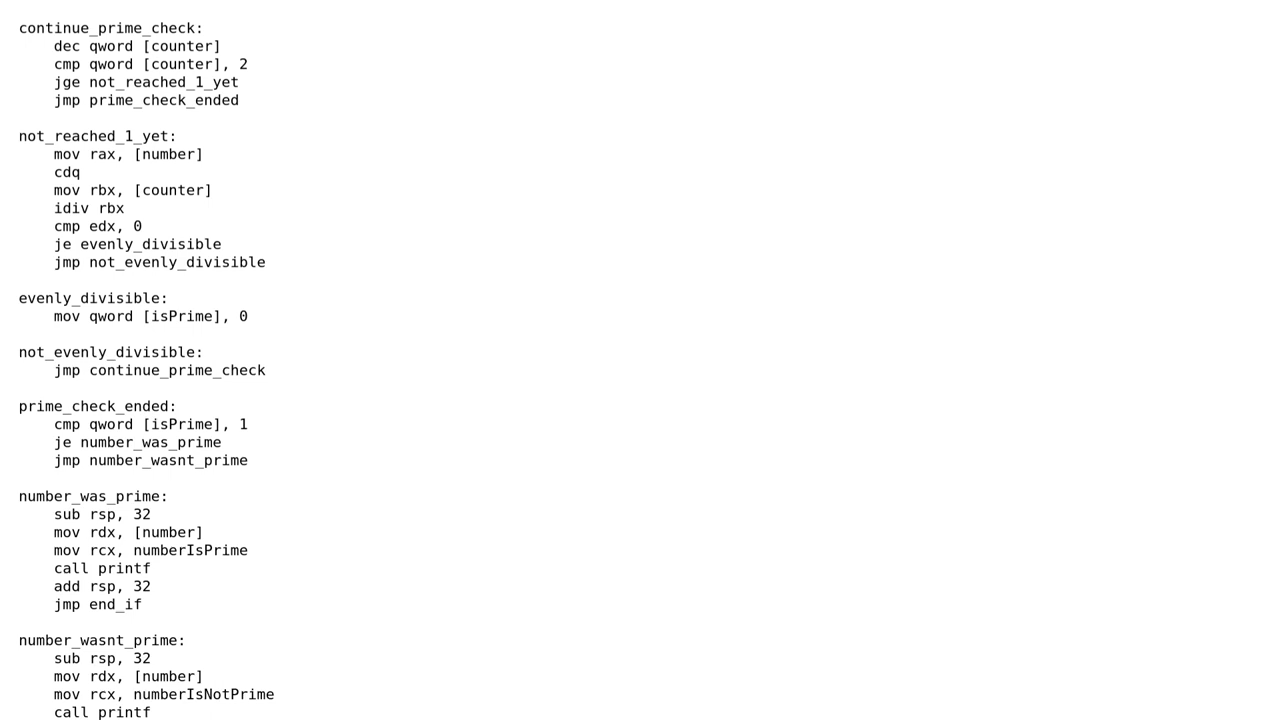 continue_prime_check:
    dec qword [counter]
    cmp qword [counter], 2
    jge not_reached_1_yet
    jmp prime_check_ended

not_reached_1_yet:
    mov rax, [number]
    cdq
    mov rbx, [counter]
    idiv rbx
    cmp edx, 0
    je evenly_divisible
    jmp not_evenly_divisible

evenly_divisible:
    mov qword [isPrime], 0

not_evenly_divisible:
    jmp continue_prime_check

prime_check_ended:
    cmp qword [isPrime], 1
    je number_was_prime
    jmp number_wasnt_prime

number_was_prime:
    sub rsp, 32
    mov rdx, [number]
    mov rcx, numberIsPrime
    call printf
    add rsp, 32
    jmp end_if

number_wasnt_prime:
    sub rsp, 32
    mov rdx, [number]
    mov rcx, numberIsNotPrime
    call printf